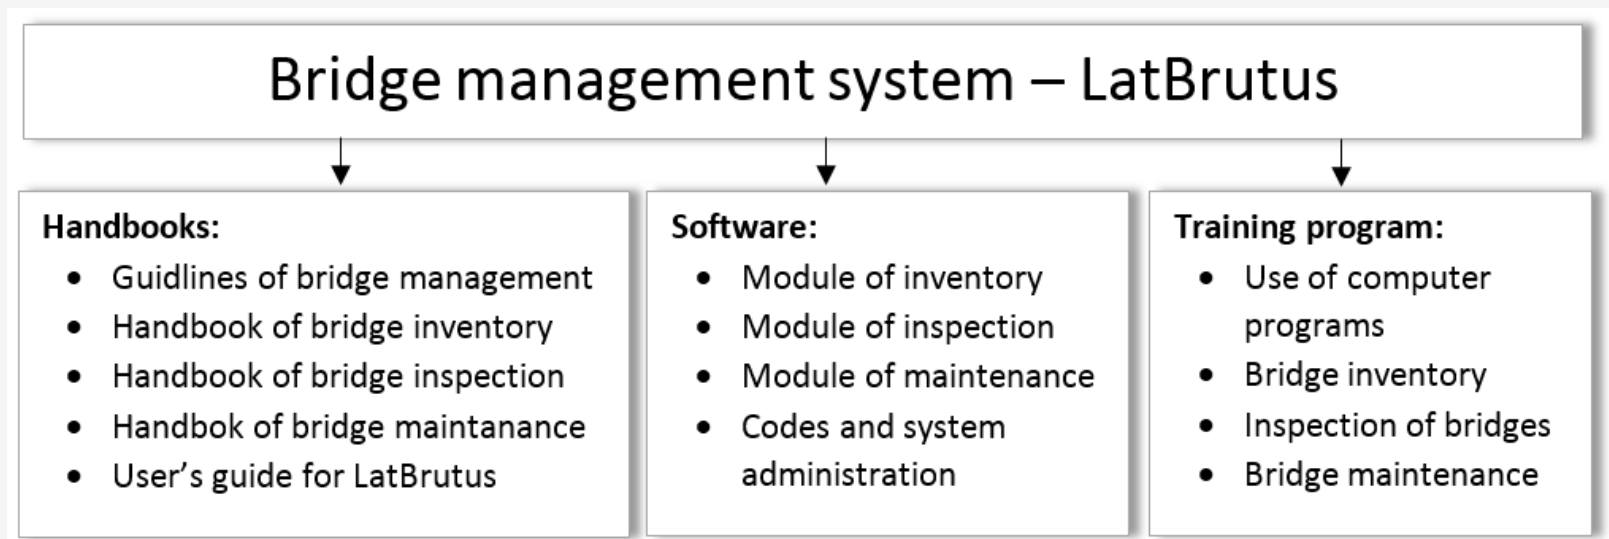 Bridge management system – LatBrutus
Handbooks:
• Guidlines of bridge management
• Handbook of bridge inventory
• Handbook of bridge inspection
• Handbok of bridge maintanance
• User’s guide for LatBrutus
Software:
• Module of inventory
• Module of inspection
• Module of maintenance
• Codes and system
administration
Training program:
• Use of computer
programs
• Bridge inventory
• Inspection of bridges
• Bridge maintenance